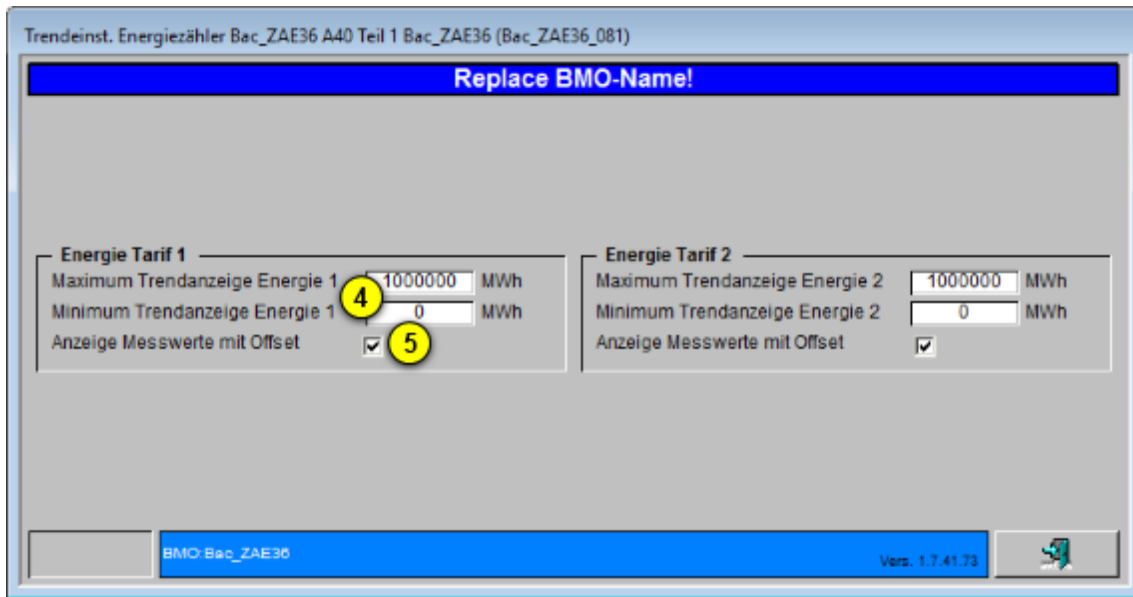 Trendeinst. Energiezähler Bac_ZAE36 A40 Teil 1 Bac_ZAE36 (Bac_ZAE36_081)
Replace BMO-Name!
Energie Tarif 1
Maximum Trendanzeige Energie 1 1000000 MWh
4
Minimum Trendanzeige Energie 1 0 MWh
Anzeige Messwerte mit Offset 5
Energie Tarif 2
Maximum Trendanzeige Energie 2 1000000 MWh
Minimum Trendanzeige Energie 2 0 MWh
Anzeige Messwerte mit Offset
BMO:Bac_ZAE36
Vers. 1.7.41.73